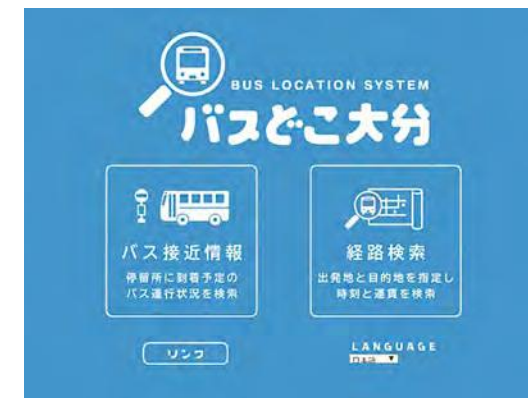 BUS LOCATION SYSTEM
バスどこ大分
バス接近情報
停留所に到着予定の
バス運行状況を検索
経路検索
出発地と目的地を指定し
時刻と運賃を検索
リンク
LANGUAGE
日本語